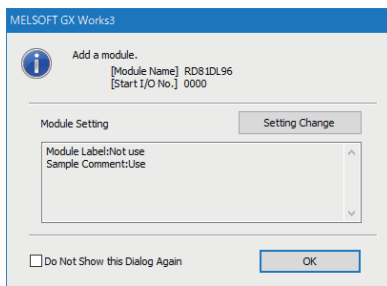 MELSOFT GX Works3
Add a module.
[Module Name] RD81DL96
[Start I/O No.] 0000
Module Setting
Setting Change
Module Label:Not use
Sample Comment:Use
Do Not Show this Dialog Again
OK